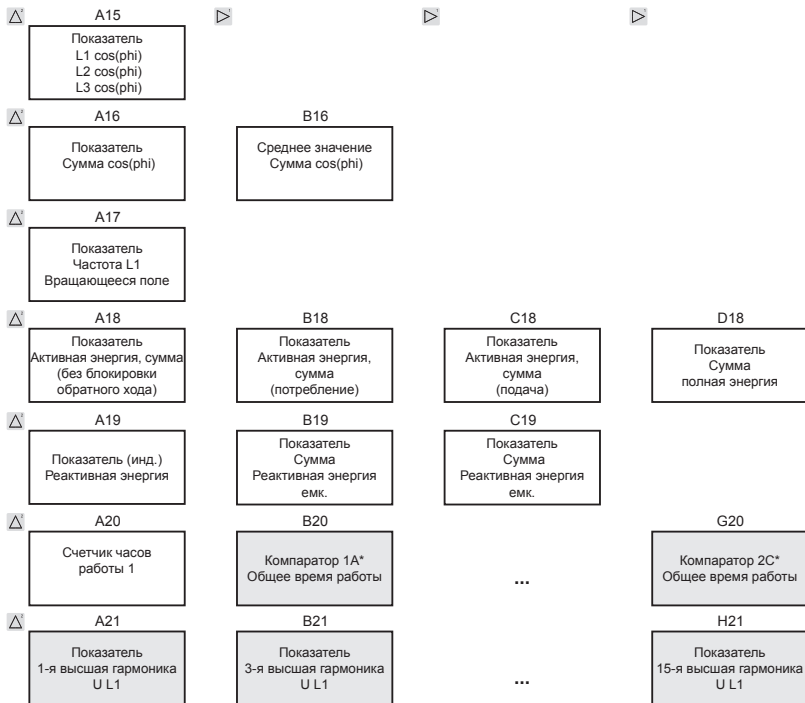 A15
Показатель
L1 cos(phi)
L2 cos(phi)
L3 cos(phi)
A16
Показатель
Сумма cos(phi)
B16
Среднее значение
Сумма cos(phi)
A17
Показатель
Частота L1
Вращающееся поле
A18
Показатель
Активная энергия, сумма
(без блокировки
обратного хода)
B18
Показатель
Активная энергия,
сумма
(потребление)
C18
Показатель
Активная энергия,
сумма
(подача)
D18
Показатель
Сумма
полная энергия
A19
Показатель (инд.)
Реактивная энергия
B19
Показатель
Сумма
Реактивная энергия
емк.
C19
Показатель
Сумма
Реактивная энергия
емк.
A20
Счетчик часов
работы 1
B20
Компаратор 1A*
Общее время работы
...
G20
Компаратор 2C*
Общее время работы
A21
Показатель
1-я высшая гармоника
U L1
B21
Показатель
3-я высшая гармоника
U L1
...
H21
Показатель
15-я высшая гармоника
U L1